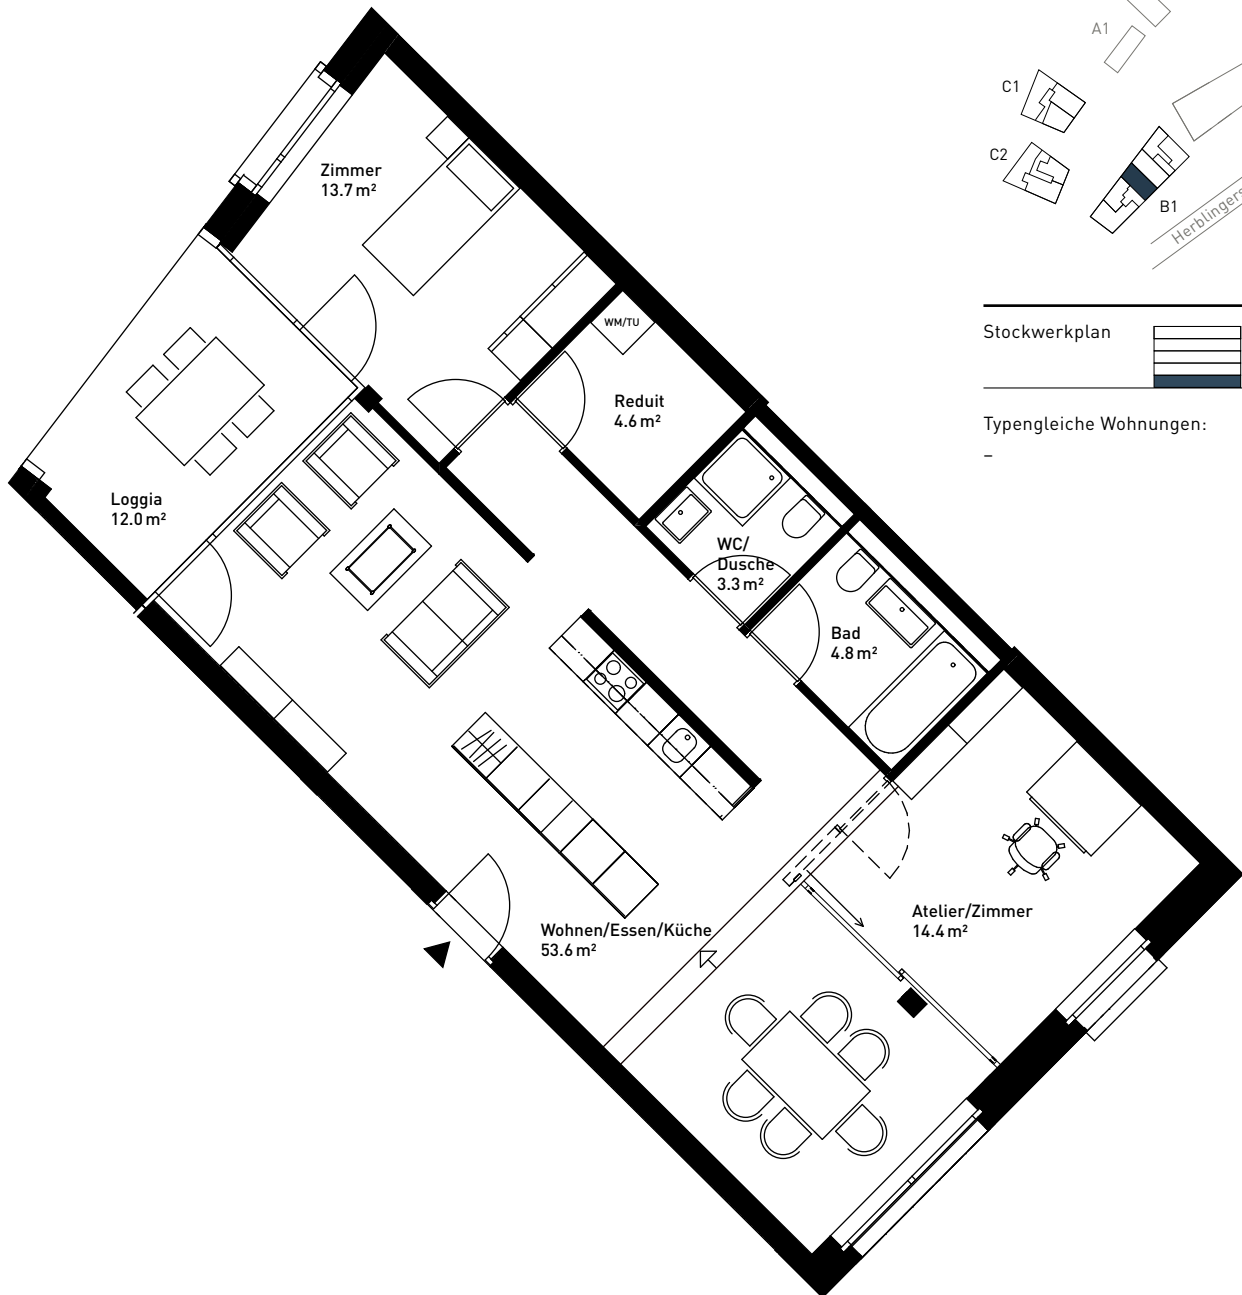 A1
C1
C2
B1
Zimmer
13.7 m²
WM/TU
Reduit
4.6 m²
Stockwerkplan
Typengleiche Wohnungen:
–
Loggia
12.0 m²
WC/
Dusche
3.3 m²
Bad
4.8 m²
Atelier/Zimmer
14.4 m²
Wohnen/Essen/Küche
53.6 m²